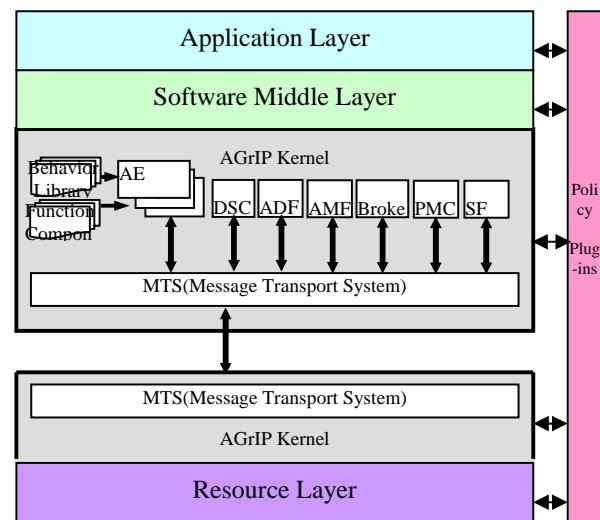 Application Layer
Software Middle Layer
AGrIP Kernel
Behavior
Library
AE
Function
Compon
DSC
ADF
AMF
Broke
PMC
SF
MTS(Message Transport System)
MTS(Message Transport System)
AGrIP Kernel
Resource Layer
Poli
cy
Plug
-ins